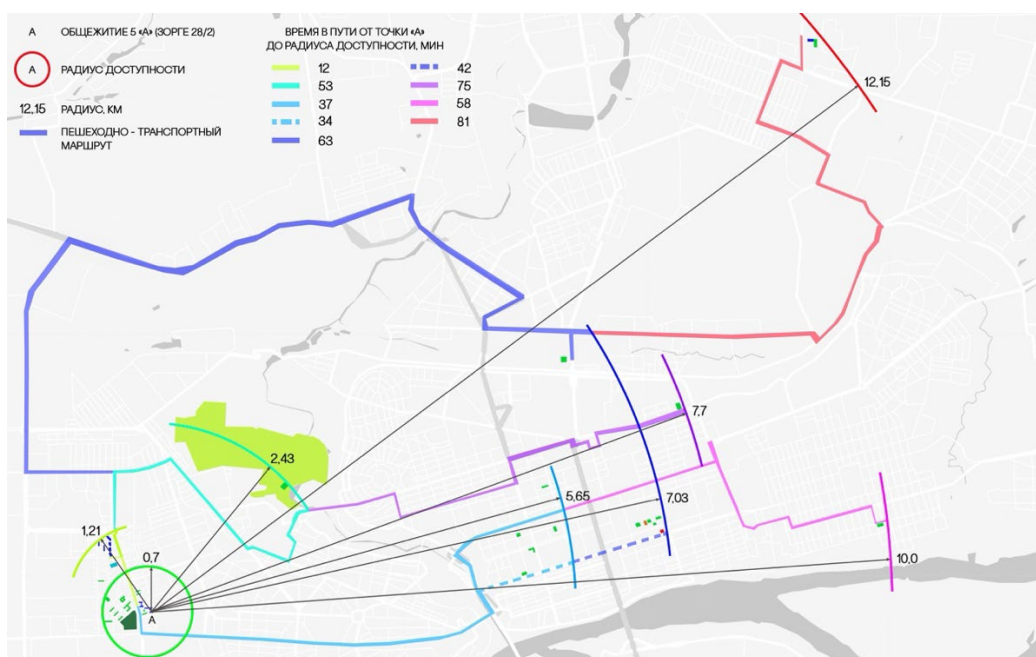 А ОБЩЕЖИТИЕ 5 «А» (ЗОРГЕ 28/2)
А РАДИУС ДОСТУПНОСТИ
12,15 РАДИУС, КМ
ПЕШЕХОДНО - ТРАНСПОРТНЫЙ
МАРШРУТ
ВРЕМЯ В ПУТИ ОТ ТОЧКИ «А»
ДО РАДИУСА ДОСТУПНОСТИ, МИН
12
53
37
34
63
42
75
58
81
12,15
7.7
2,43
5,65
7,03
1,21
0,7
10,0
А